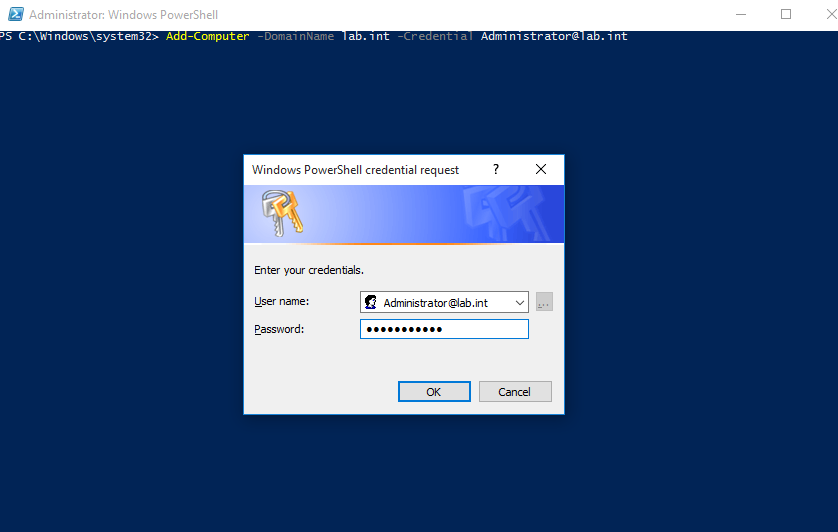 Administrator: Windows PowerShell
PS C:\Windows\system32> Add-Computer -DomainName lab.int -Credential Administrator@lab.int
Windows PowerShell credential request ?
Enter your credentials.
User name: Administrator@lab.int ...
Password: ●●●●●●●●●●●
OK Cancel